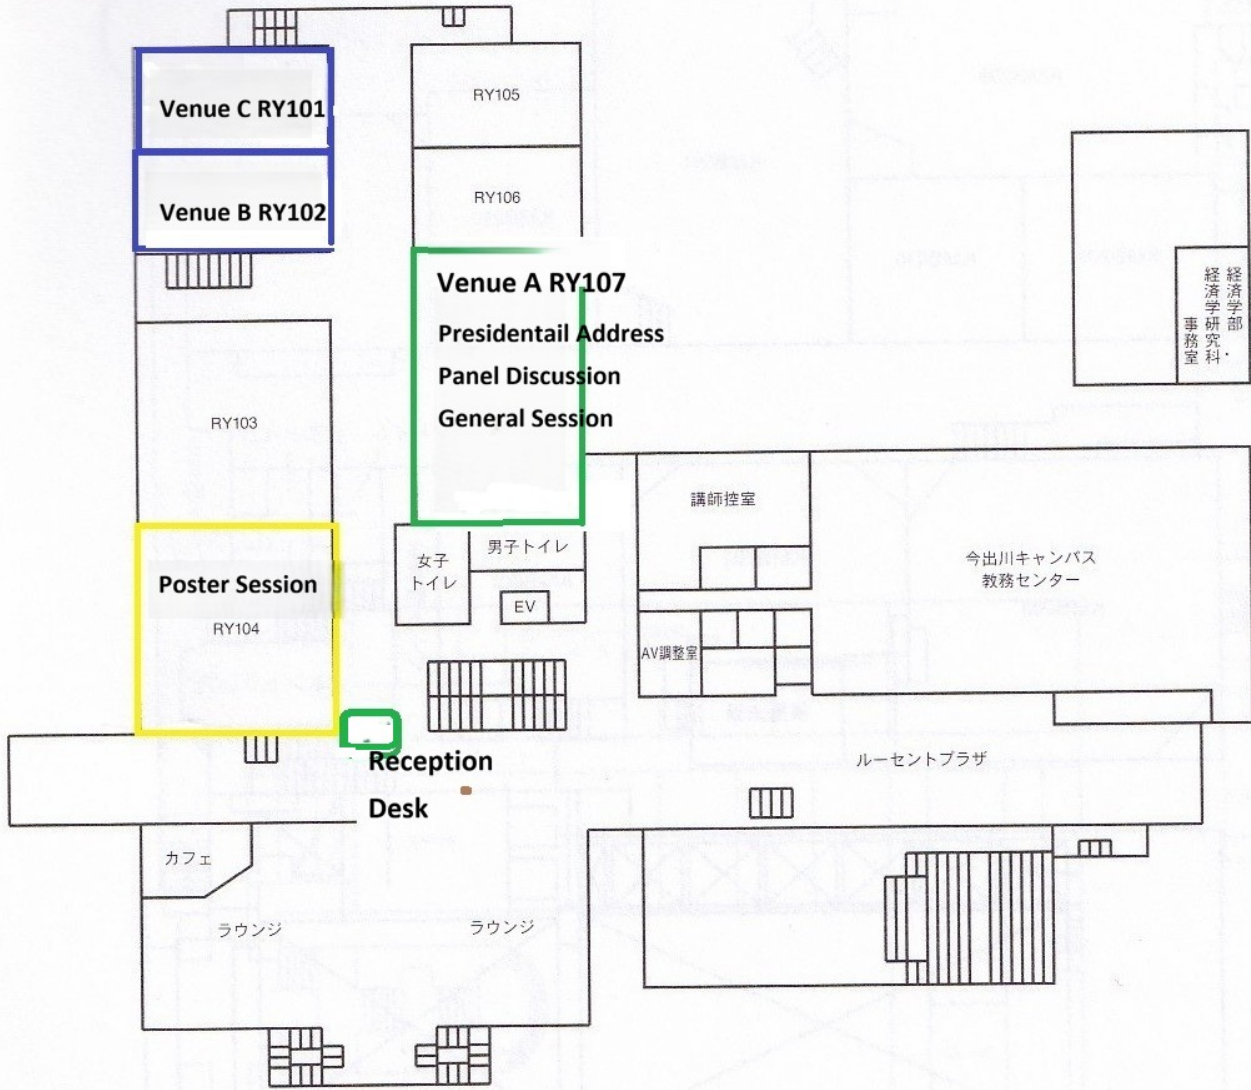 Venue C RY101
RY105
Venue B RY102
RY106
Venue A RY107
Presidentail Address
Panel Discussion
General Session
経済学部・
経済学研究科
事務室
RY103
講師控室
今出川キャンパス
教務センター
女子
トイレ
男子トイレ
EV
Poster Session
RY104
AV調整室
Reception
Desk
ルーセントプラザ
カフェ
ラウンジ
ラウンジ